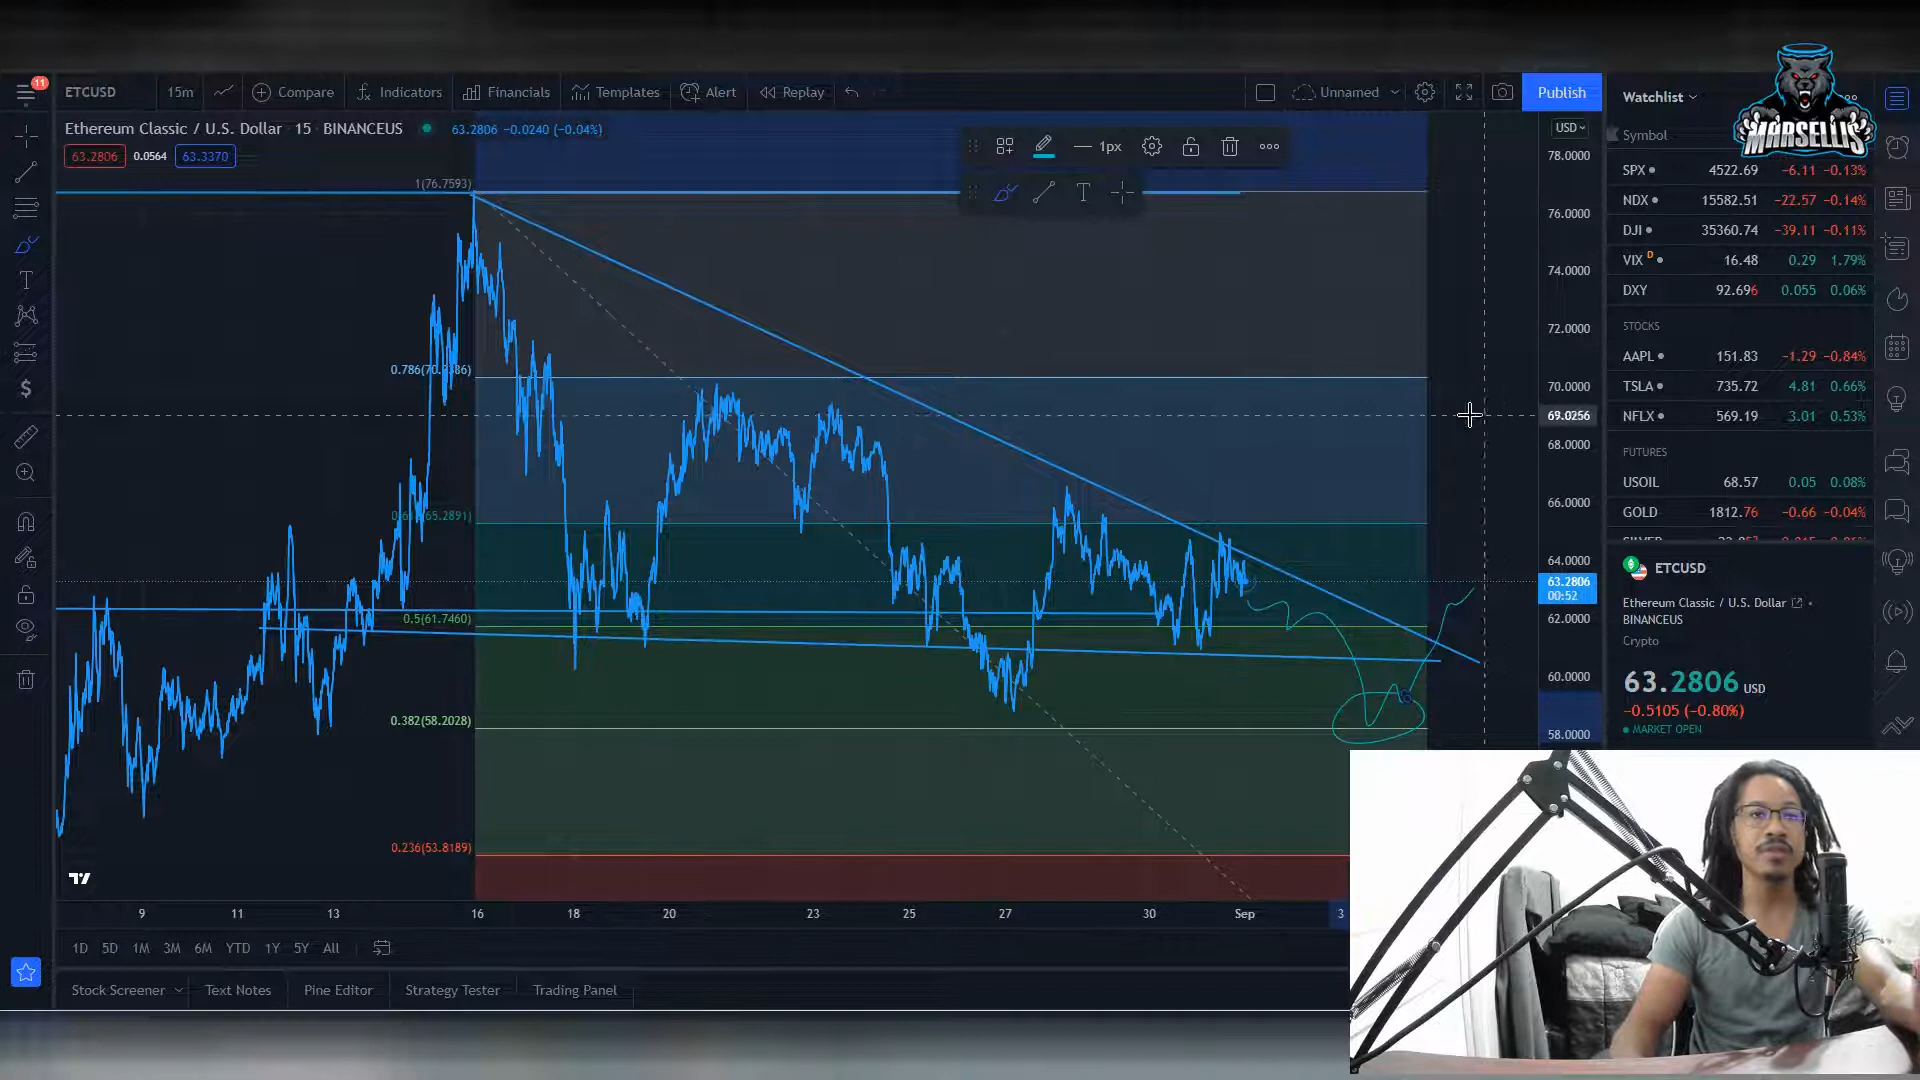 11
ETCUSD 15m Compare Indicators Financials Templates Alert Replay Unnamed Publish
Ethereum Classic / U.S. Dollar · 15 · BINANCEUS 63.2806 −0.0240 (−0.04%)
63.2806 0.0564 63.3370
1px
T
USD
78.0000
76.0000
74.0000
72.0000
70.0000
69.0256
68.0000
66.0000
64.0000
63.2806
00:52
62.0000
60.0000
58.0000
1(76.7593)
0.5(61.7460)
0.382(58.2028)
0.236(53.8189)
9 11 13 16 18 20 23 25 27 30 Sep 3
1D 5D 1M 3M 6M YTD 1Y 5Y All
Stock Screener Text Notes Pine Editor Strategy Tester Trading Panel
Watchlist
MARSELLIS
Symbol
SPX 4522.69 −6.11 −0.13%
NDX 15582.51 −22.57 −0.14%
DJI 35360.74 −39.11 −0.11%
VIX D 16.48 0.29 1.79%
DXY 92.696 0.055 0.06%
STOCKS
AAPL 151.83 −1.29 −0.84%
TSLA 735.72 4.81 0.66%
NFLX 569.19 3.01 0.53%
FUTURES
USOIL 68.57 0.05 0.08%
GOLD 1812.76 −0.66 −0.04%
ETCUSD
Ethereum Classic / U.S. Dollar
BINANCEUS
Crypto
63.2806 USD
−0.5105 (−0.80%)
MARKET OPEN